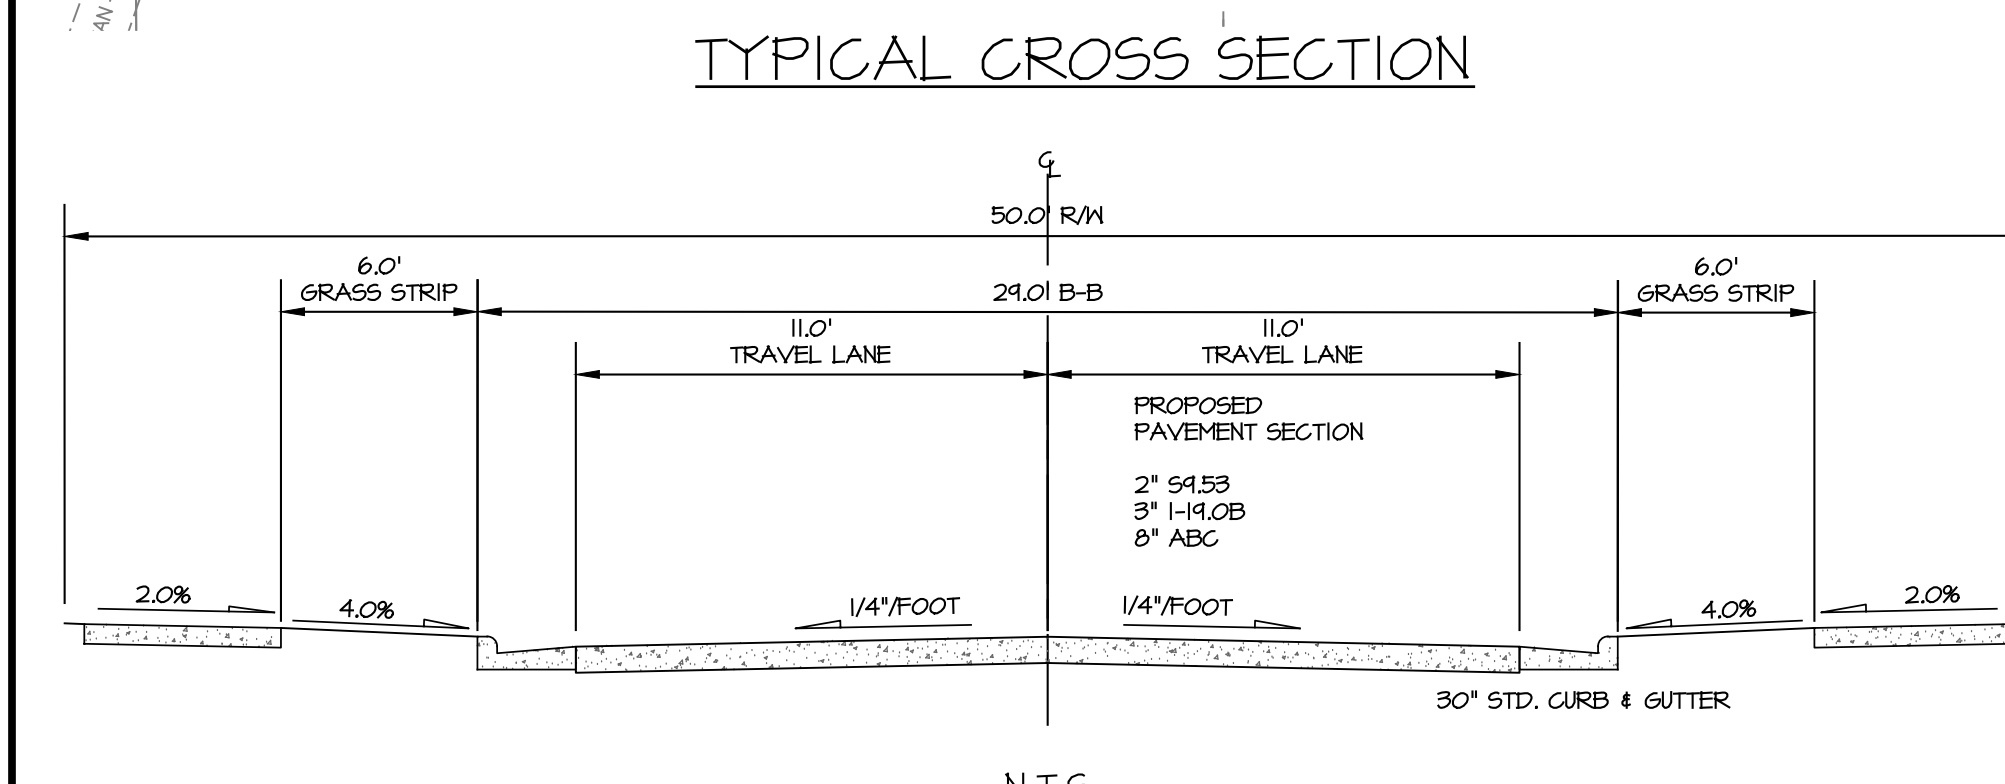 TYPICAL CROSS SECTION
℄
50.0' R/W
6.0'
GRASS STRIP
29.0' B-B
6.0'
GRASS STRIP
11.0'
TRAVEL LANE
11.0'
TRAVEL LANE
PROPOSED
PAVEMENT SECTION
2" S9.53
3" I-19.0B
8" ABC
2.0%
4.0%
1/4"/FOOT
1/4"/FOOT
4.0%
2.0%
30" STD. CURB & GUTTER